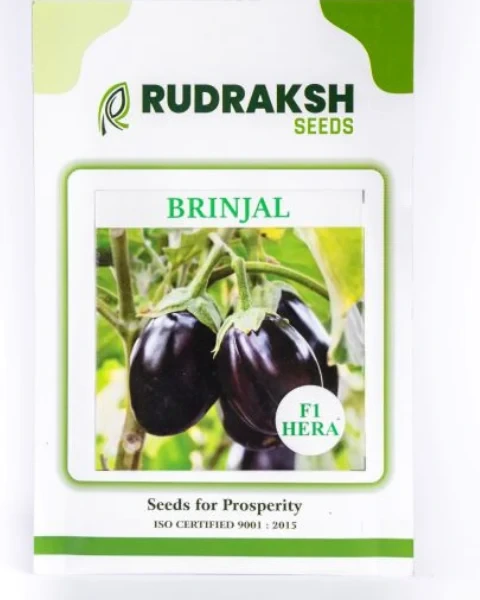 RUDRAKSH
SEEDS
BRINJAL
F1
HERA
Seeds for Prosperity
ISO CERTIFIED 9001 : 2015